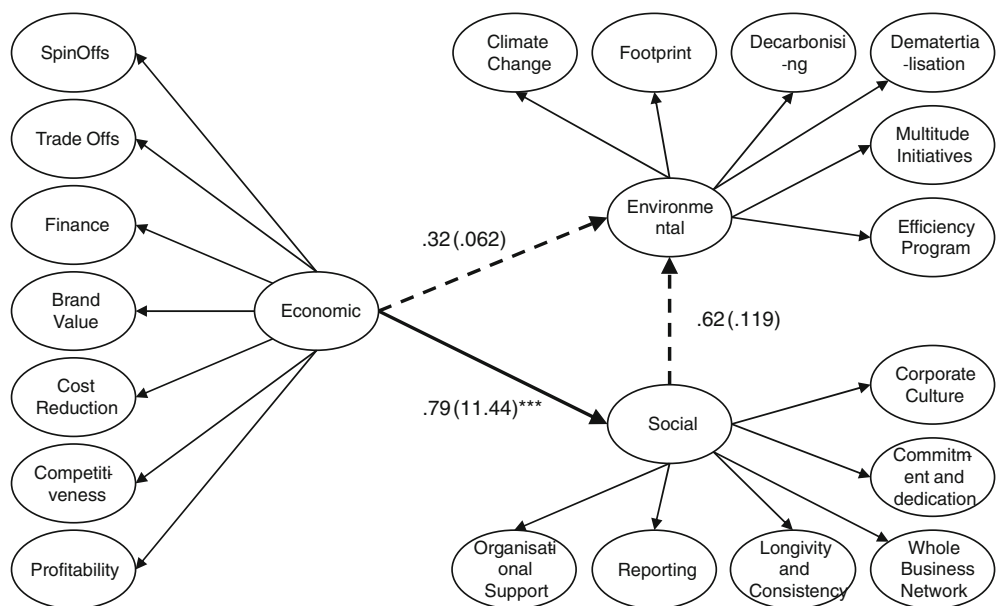 SpinOffs
Trade Offs
Finance
Brand
Value
Cost
Reduction
Competiti-
veness
Profitability
Economic
.32(.062)
.79(11.44)***
Climate
Change
Footprint
Decarbonisi
-ng
Dematertia
-lisation
Multitude
Initiatives
Efficiency
Program
Environme
ntal
.62(.119)
Social
Corporate
Culture
Commitm-
ent and
dedication
Organisati-
onal
Support
Reporting
Longivity
and
Consistency
Whole
Business
Network